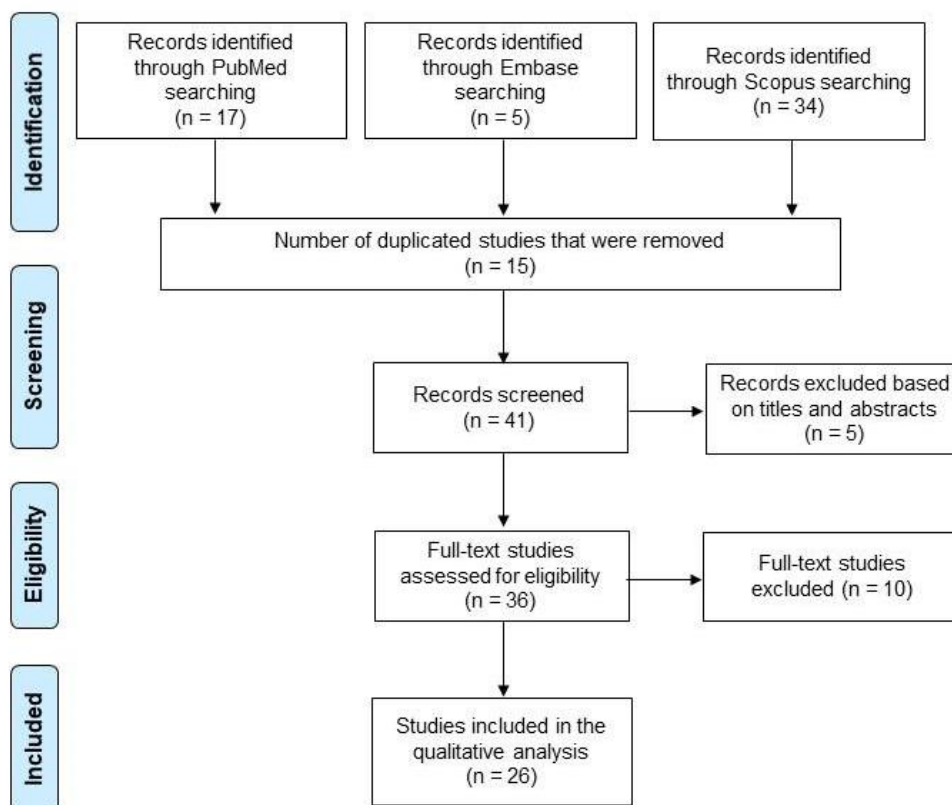 Identification
Records identified
through PubMed
searching
(n = 17)
Records identified
through Embase
searching
(n = 5)
Records identified
through Scopus searching
(n = 34)
Number of duplicated studies that were removed
(n = 15)
Screening
Records screened
(n = 41)
Records excluded based
on titles and abstracts
(n = 5)
Eligibility
Full-text studies
assessed for eligibility
(n = 36)
Full-text studies
excluded (n = 10)
Included
Studies included in the
qualitative analysis
(n = 26)